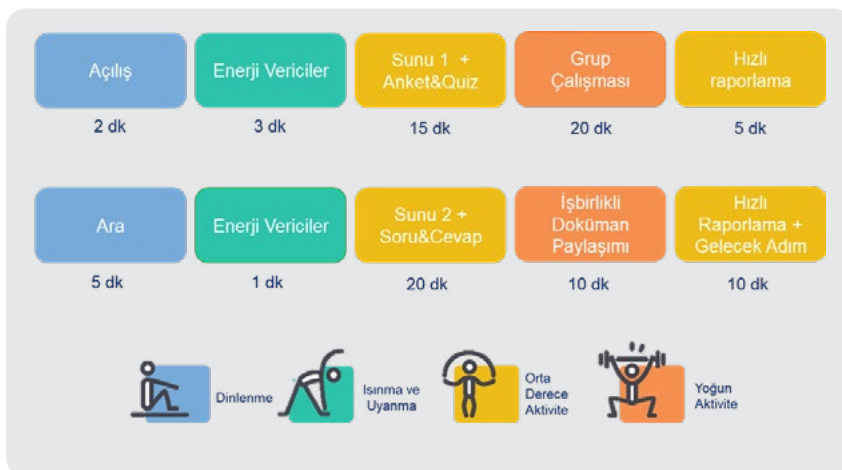 Açılış
Enerji Vericiler
Sunu 1 +
Anket&Quiz
Grup
Çalışması
Hızlı
raporlama
2 dk
3 dk
15 dk
20 dk
5 dk
Ara
Enerji Vericiler
Sunu 2 +
Soru&Cevap
İşbirlikli
Doküman
Paylaşımı
Hızlı
Raporlama +
Gelecek Adım
5 dk
1 dk
20 dk
10 dk
10 dk
Dinlenme
Isınma ve
Uyanma
Orta
Derece
Aktivite
Yoğun
Aktivite